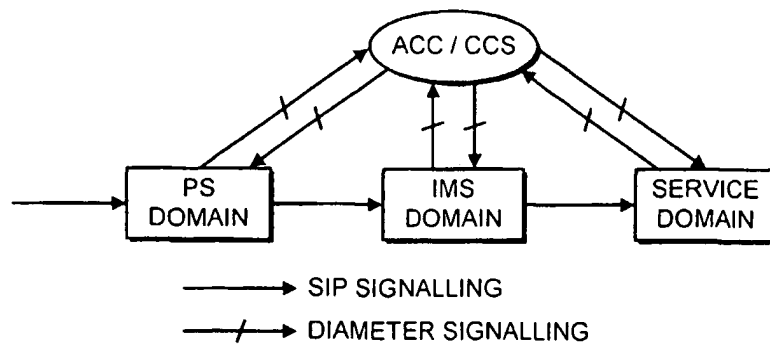 ACC / CCS
PS
DOMAIN
IMS
DOMAIN
SERVICE
DOMAIN
SIP SIGNALLING
DIAMETER SIGNALLING